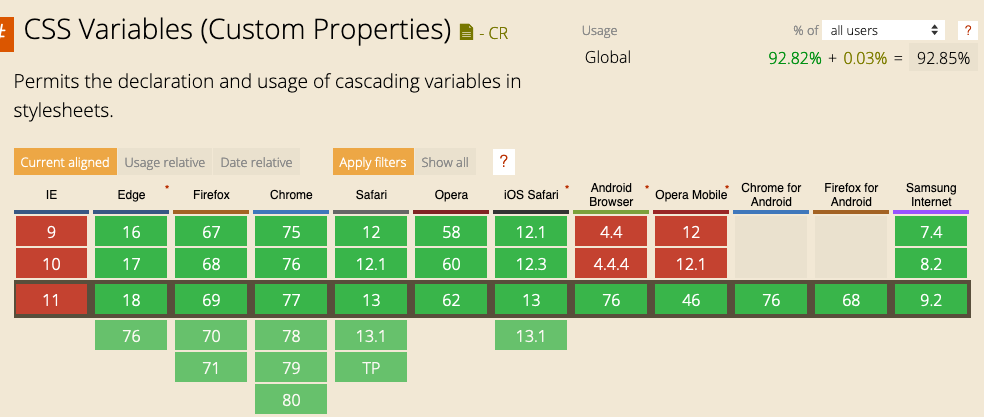 # CSS Variables (Custom Properties) - CR
Usage % of all users ?
Global 92.82% + 0.03% = 92.85%
Permits the declaration and usage of cascading variables in
stylesheets.
Current aligned Usage relative Date relative Apply filters Show all ?
IE Edge * Firefox Chrome Safari Opera iOS Safari * Android Browser * Opera Mobile * Chrome for Android Firefox for Android Samsung Internet
9 16 67 75 12 58 12.1 4.4 12 7.4
10 17 68 76 12.1 60 12.3 4.4.4 12.1 8.2
11 18 69 77 13 62 13 76 46 76 68 9.2
76 70 78 13.1 13.1
71 79 TP
80